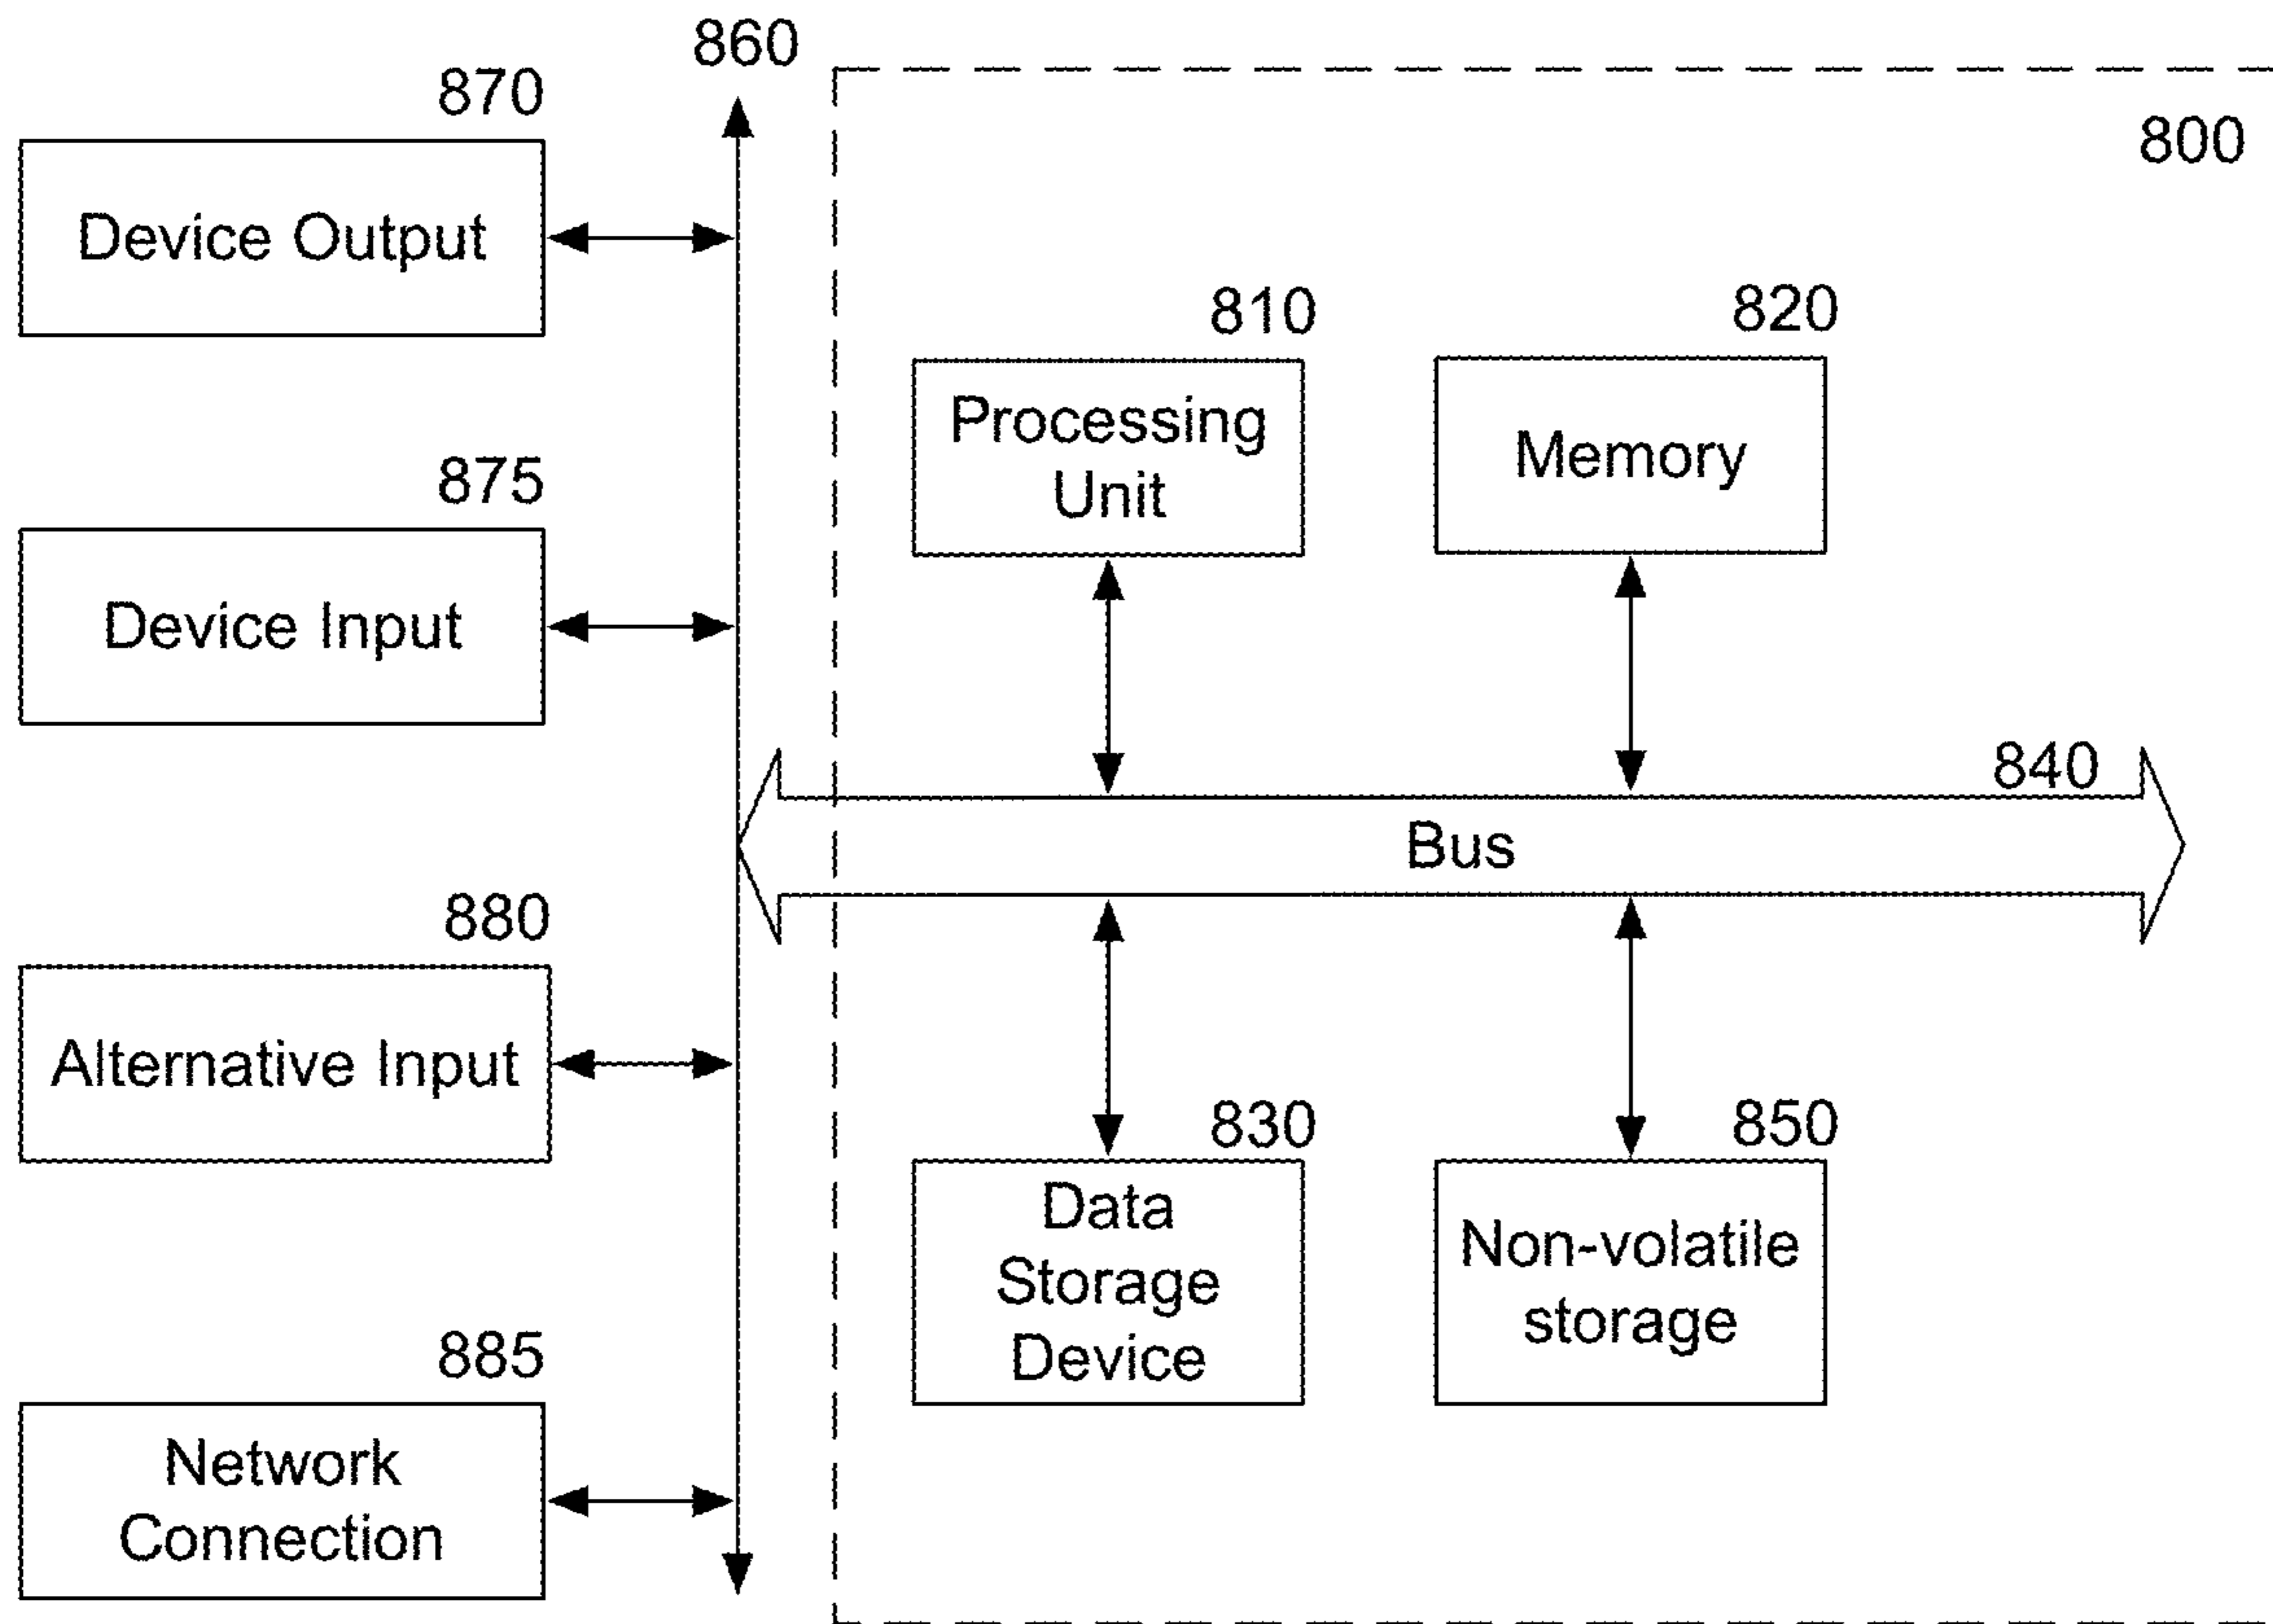 860
870
Device Output
800
810
820
Processing
Unit
Memory
875
Device Input
840
Bus
880
Alternative Input
830
850
Data
Storage
Device
Non-volatile
storage
885
Network
Connection